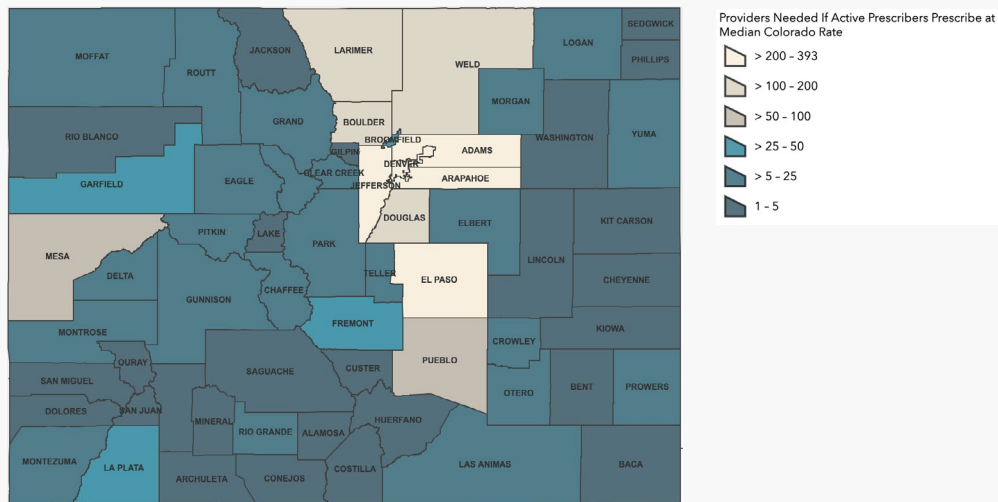 Providers Needed If Active Prescribers Prescribe at
Median Colorado Rate
> 200 – 393
> 100 – 200
> 50 - 100
> 25 – 50
> 5 – 25
1 – 5
SEDGWICK
LOGAN
JACKSON
LARIMER
MOFFAT
PHILLIPS
WELD
ROUTT
MORGAN
GRAND
BOULDER
YUMA
RIO BLANCO
BROOMFIELD
WASHINGTON
GILPIN
ADAMS
DENVER
CLEAR CREEK
ARAPAHOE
EAGLE
GARFIELD
JEFFERSON
DOUGLAS
ELBERT
KIT CARSON
PITKIN
LAKE
PARK
MESA
LINCOLN
TELLER
DELTA
EL PASO
CHEYENNE
CHAFFEE
GUNNISON
FREMONT
KIOWA
MONTROSE
CROWLEY
OURAY
PUEBLO
CUSTER
SAGUACHE
SAN MIGUEL
BENT
PROWERS
OTERO
DOLORES
SAN JUAN
MINERAL
HUERFANO
RIO GRANDE
ALAMOSA
MONTEZUMA
LA PLATA
LAS ANIMAS
BACA
COSTILLA
ARCHULETA
CONEJOS